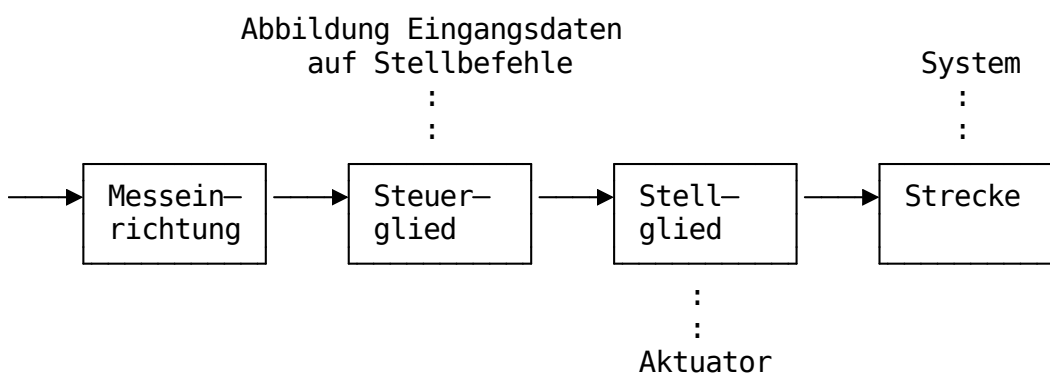 Abbildung Eingangsdaten
auf Stellbefehle
System
:
:
:
:
Messein–
richtung
Steuer–
glied
Stell–
glied
Strecke
:
:
Aktuator